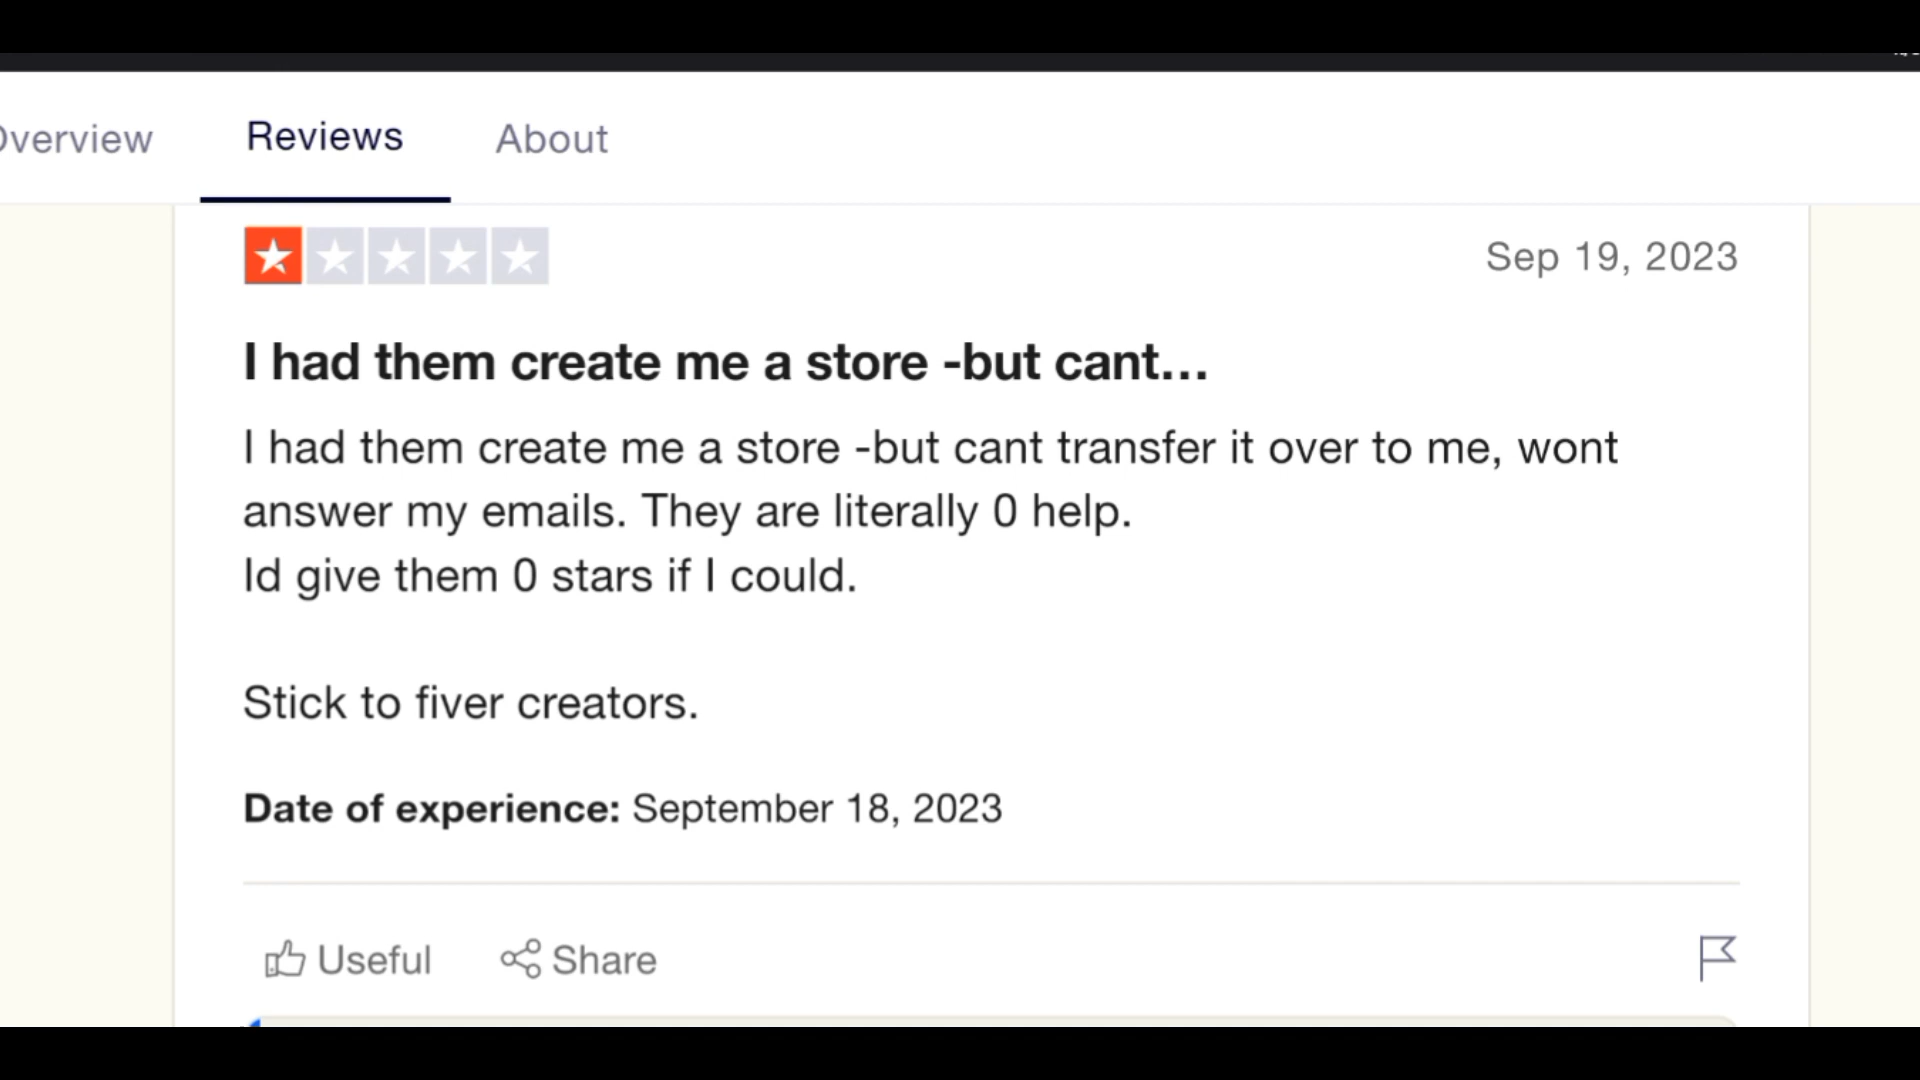 Overview Reviews About
Sep 19, 2023
I had them create me a store -but cant...
I had them create me a store -but cant transfer it over to me, wont
answer my emails. They are literally 0 help.
Id give them 0 stars if I could.
Stick to fiver creators.
Date of experience: September 18, 2023
Useful Share